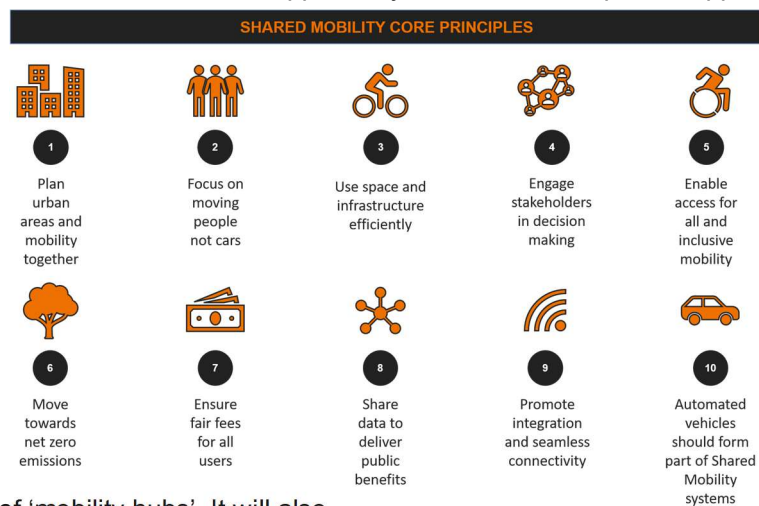 SHARED MOBILITY CORE PRINCIPLES
1
Plan
urban
areas and
mobility
together
2
Focus on
moving
people
not cars
3
Use space and
infrastructure
efficiently
4
Engage
stakeholders
in decision
making
5
Enable
access for
all and
inclusive
mobility
6
Move
towards
net zero
emissions
7
Ensure
fair fees
for all
users
8
Share
data to
deliver
public
benefits
9
Promote
integration
and seamless
connectivity
10
Automated
vehicles
should form
part of Shared
Mobility
systems
of ‘mobility hubs’. It will also